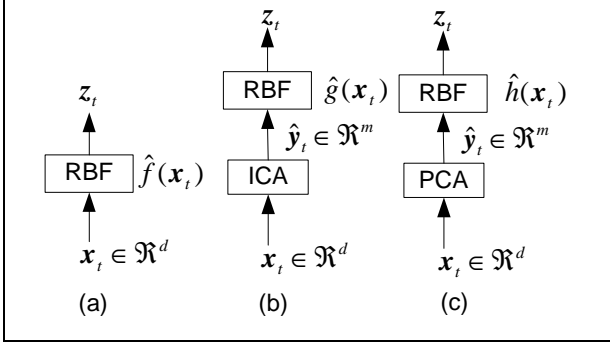 z_t
RBF
f̂(x_t)
x_t ∈ ℜ^d
(a)
z_t
RBF
ĝ(x_t)
ŷ_t ∈ ℜ^m
ICA
x_t ∈ ℜ^d
(b)
z_t
RBF
ĥ(x_t)
ŷ_t ∈ ℜ^m
PCA
x_t ∈ ℜ^d
(c)